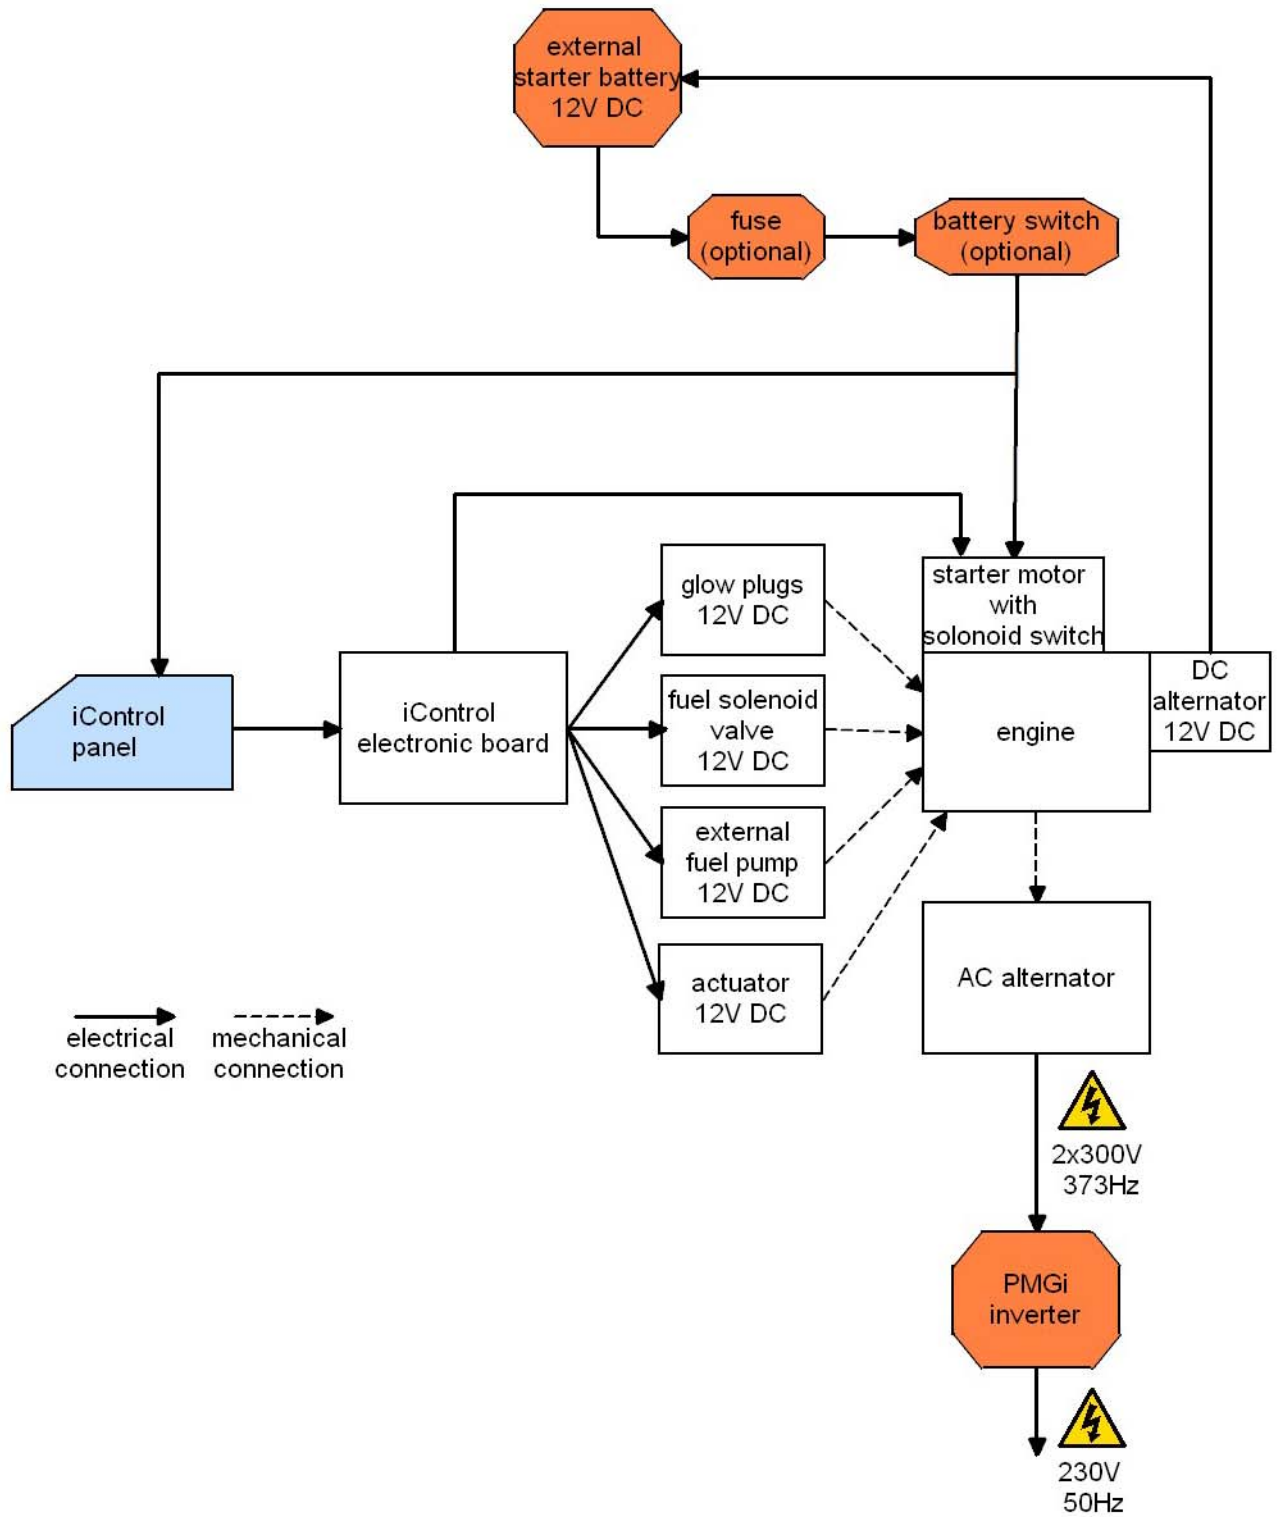 external
starter battery
12V DC
fuse
(optional)
battery switch
(optional)
glow plugs
12V DC
starter motor
with
solonoid switch
iControl
panel
iControl
electronic board
fuel solenoid
valve
12V DC
engine
DC
alternator
12V DC
external
fuel pump
12V DC
actuator
12V DC
AC alternator
electrical
connection
mechanical
connection
2x300V
373Hz
PMGi
inverter
230V
50Hz